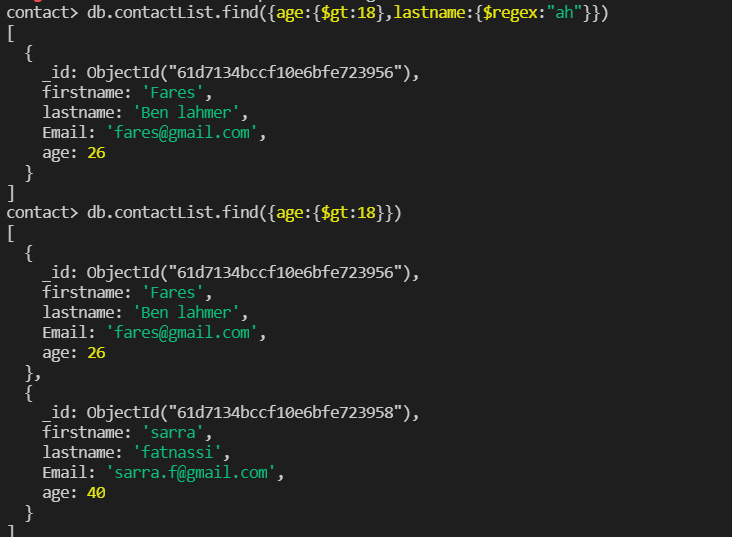 contact> db.contactList.find({age:{$gt:18},lastname:{$regex:"ah"}})
[
  {
    _id: ObjectId("61d7134bccf10e6bfe723956"),
    firstname: 'Fares',
    lastname: 'Ben lahmer',
    Email: 'fares@gmail.com',
    age: 26
  }
]
contact> db.contactList.find({age:{$gt:18}})
[
  {
    _id: ObjectId("61d7134bccf10e6bfe723956"),
    firstname: 'Fares',
    lastname: 'Ben lahmer',
    Email: 'fares@gmail.com',
    age: 26
  },
  {
    _id: ObjectId("61d7134bccf10e6bfe723958"),
    firstname: 'sarra',
    lastname: 'fatnassi',
    Email: 'sarra.f@gmail.com',
    age: 40
  }
]